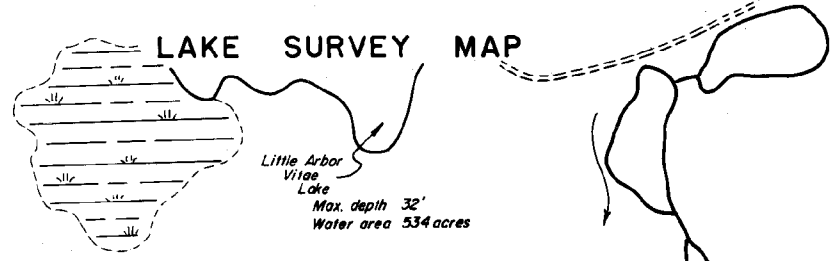 LAKE SURVEY MAP
Little Arbor
Vitae
Lake
Max. depth 32'
Water area 534 acres